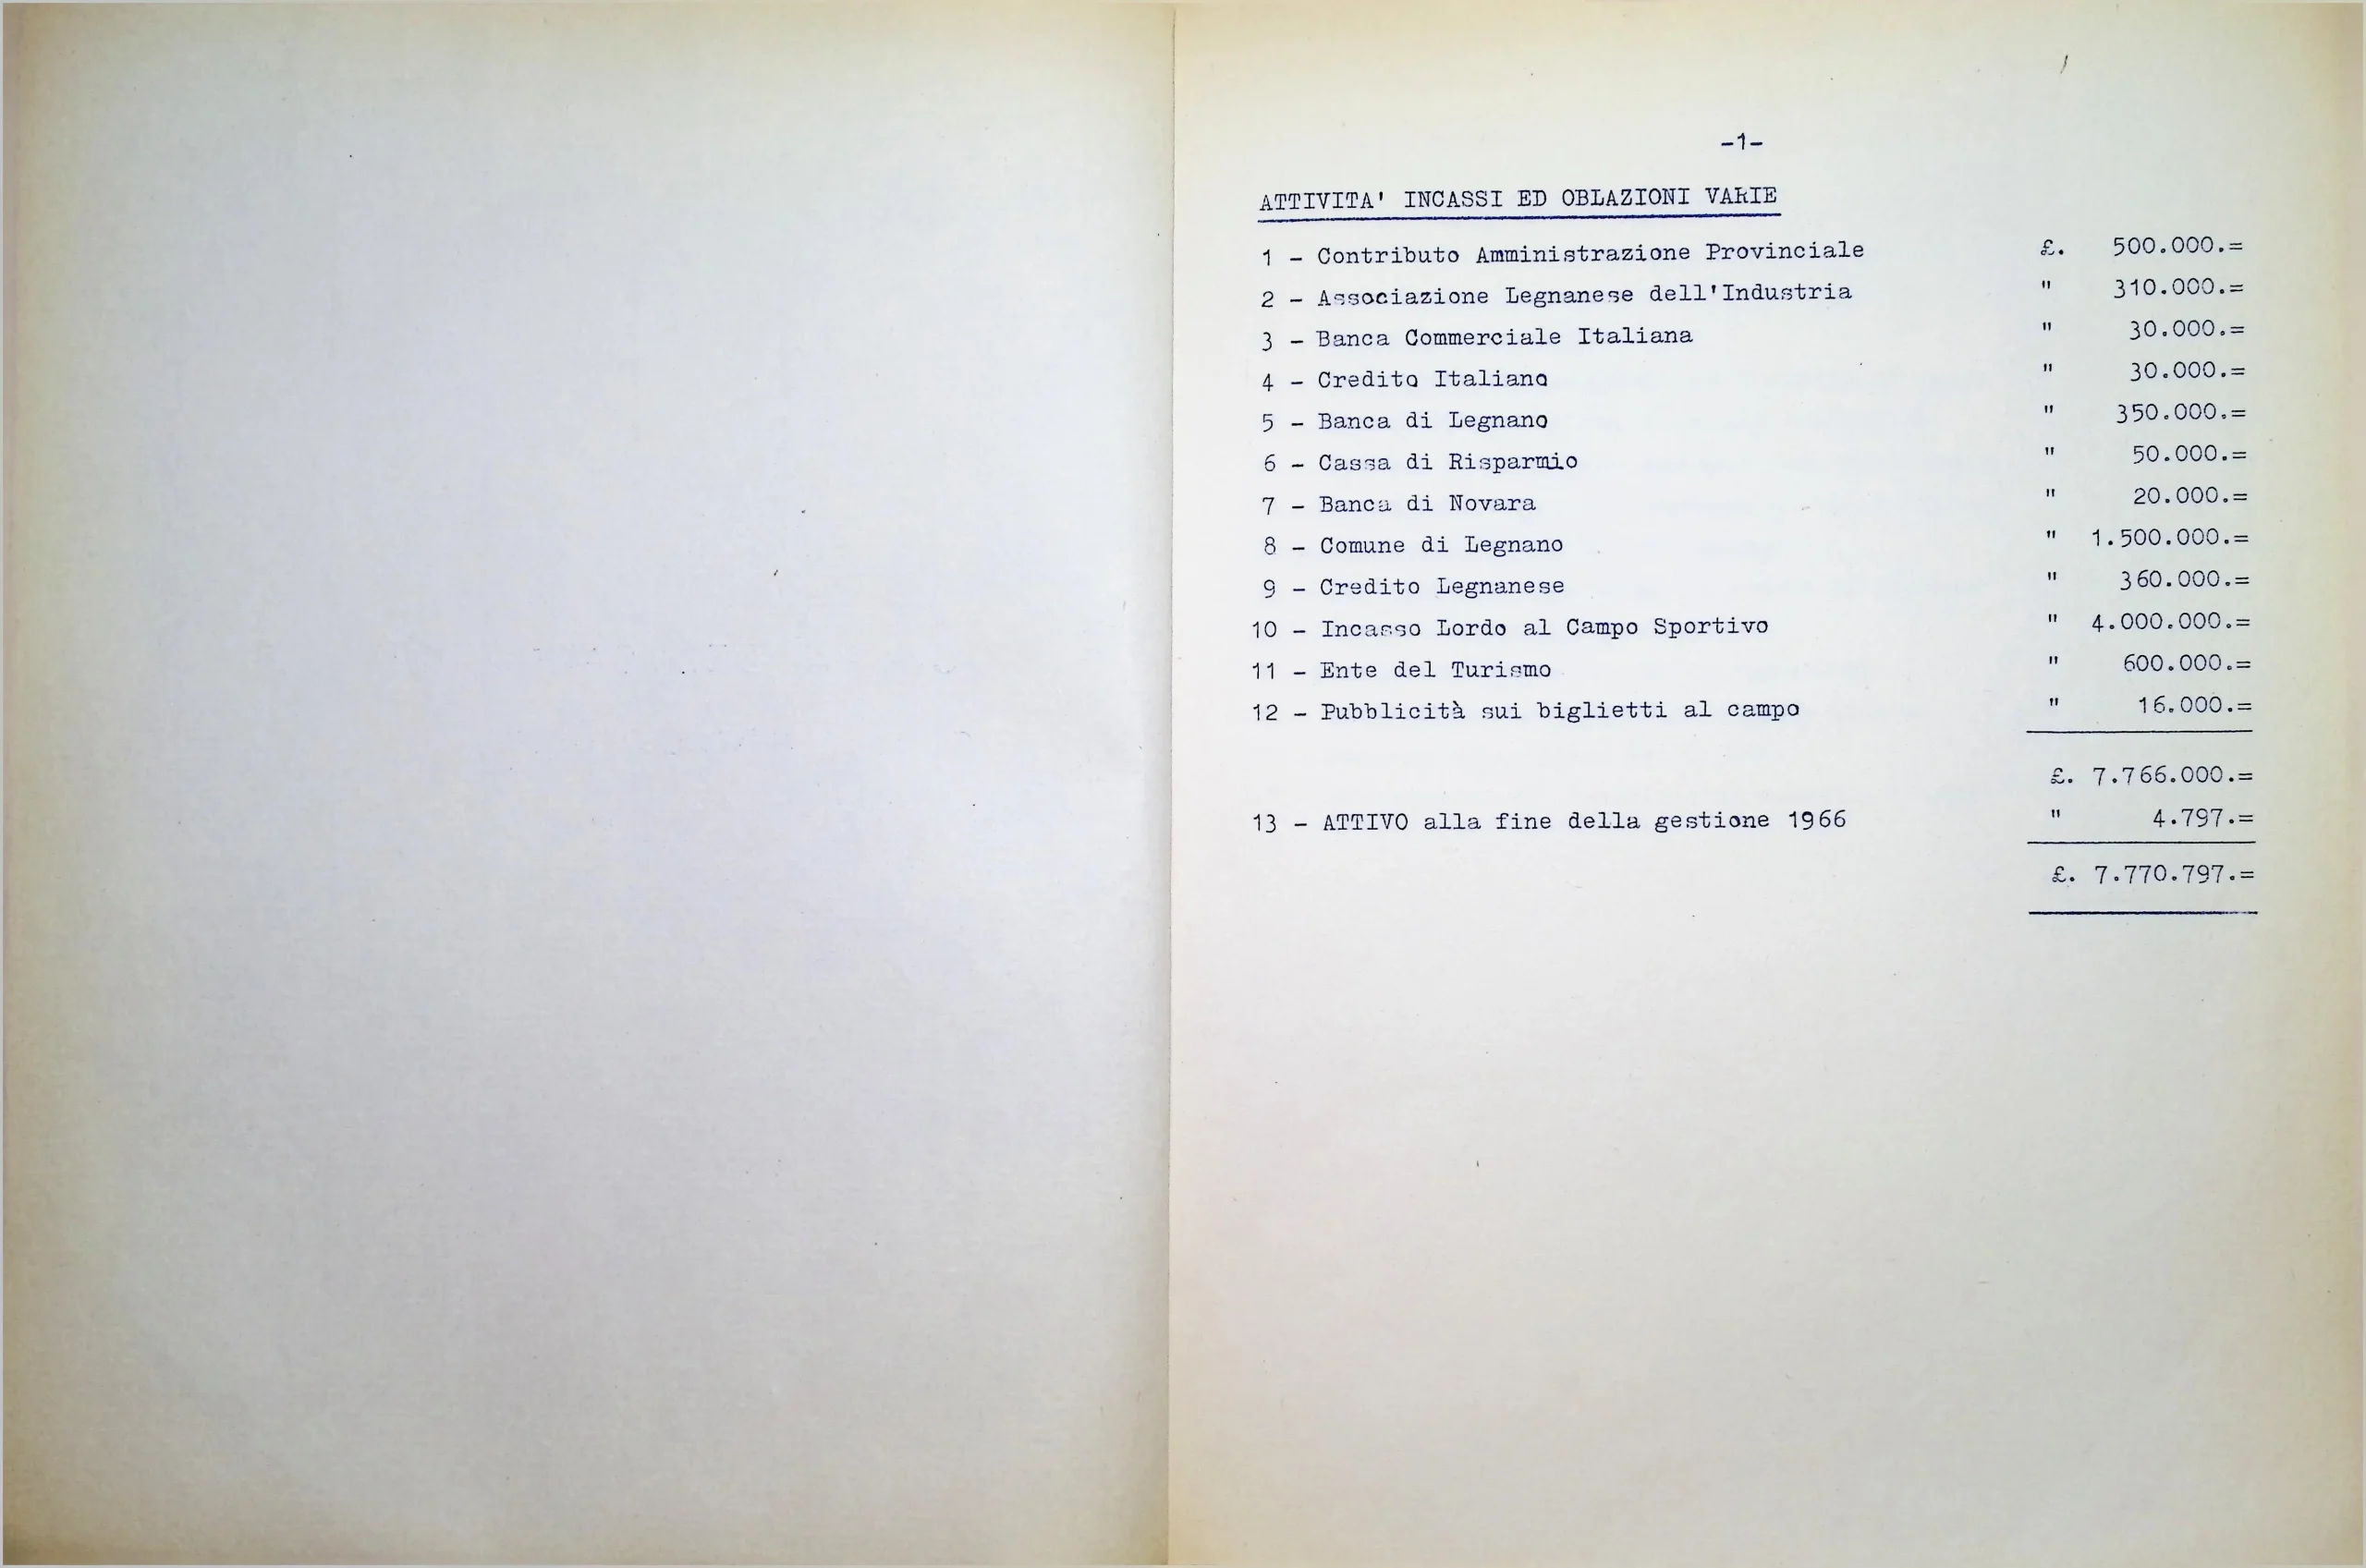 -1-
ATTIVITA' INCASSI ED OBLAZIONI VARIE
1 - Contributo Amministrazione Provinciale £. 500.000.=
2 - Associazione Legnanese dell'Industria " 310.000.=
3 - Banca Commerciale Italiana " 30.000.=
4 - Credito Italiano " 30.000.=
5 - Banca di Legnano " 350.000.=
6 - Cassa di Risparmio " 50.000.=
7 - Banca di Novara " 20.000.=
8 - Comune di Legnano " 1.500.000.=
9 - Credito Legnanese " 360.000.=
10 - Incasso Lordo al Campo Sportivo " 4.000.000.=
11 - Ente del Turismo " 600.000.=
12 - Pubblicità sui biglietti al campo " 16.000.=
£. 7.766.000.=
13 - ATTIVO alla fine della gestione 1966 " 4.797.=
£. 7.770.797.=